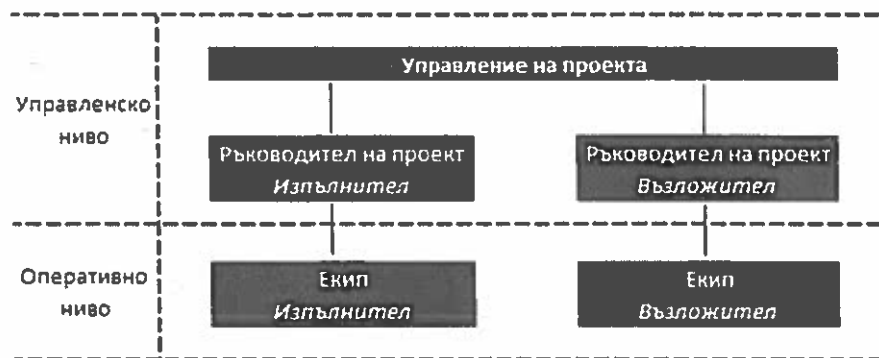 Управление на проекта
Управленско
ниво
Ръководител на проект
Изпълнител
Ръководител на проект
Възложител
Оперативно
ниво
Екип
Изпълнител
Екип
Възложител